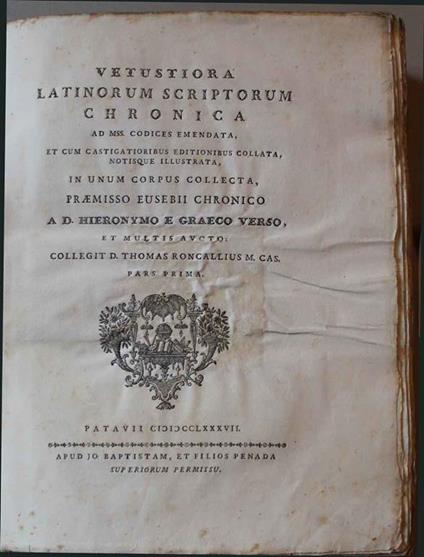 VETUSTIORA
LATINORUM SCRIPTORUM
CHRONICA
AD MSS. CODICES EMENDATA,
ET CUM CASTIGATIORIBUS EDITIONIBUS COLLATA,
NOTISQUE ILLUSTRATA,
IN UNUM CORPUS COLLECTA,
PRÆMISSO EUSEBII CHRONICO
A D. HIERONYMO E GRAECO VERSO,
ET MULTIS AVCTO:
COLLEGIT D. THOMAS RONCALLIUS M. CAS.
PARS PRIMA.
PATAVII CIƆIƆCCLXXXVII.
APUD JO BAPTISTAM, ET FILIOS PENADA
SUPERIORUM PERMISSU.